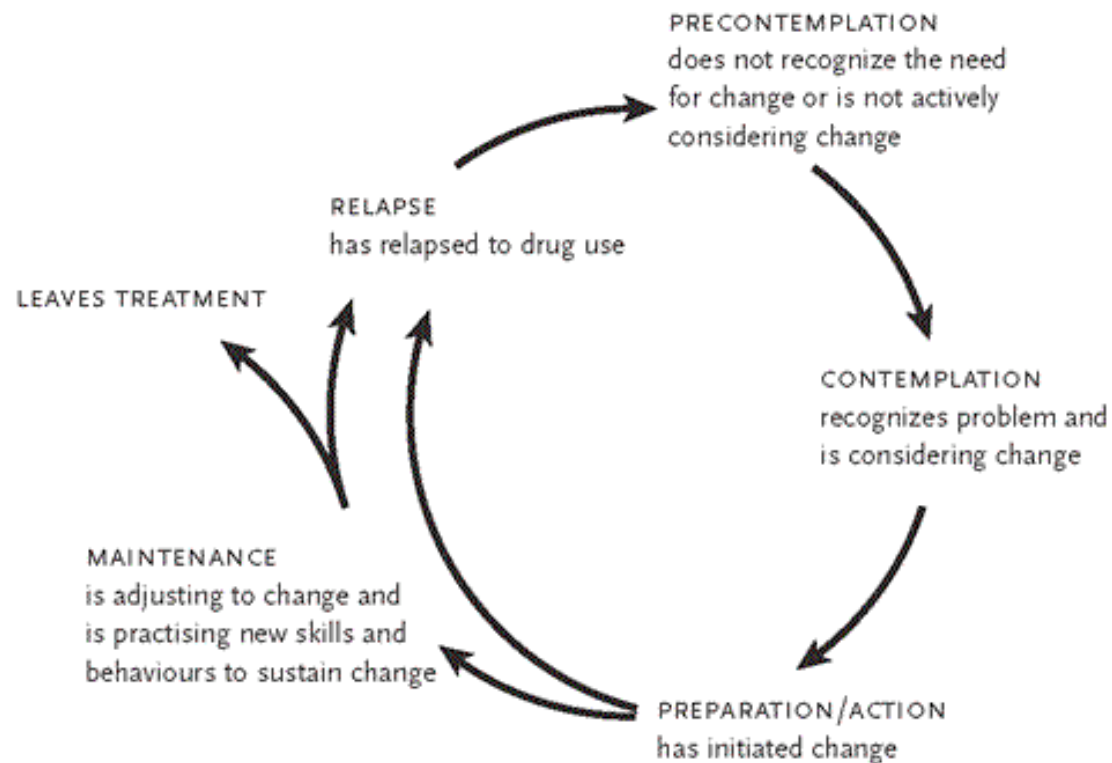 PRECONTEMPLATION
does not recognize the need
for change or is not actively
considering change
RELAPSE
has relapsed to drug use
LEAVES TREATMENT
CONTEMPLATION
recognizes problem and
is considering change
MAINTENANCE
is adjusting to change and
is practising new skills and
behaviours to sustain change
PREPARATION/ACTION
has initiated change